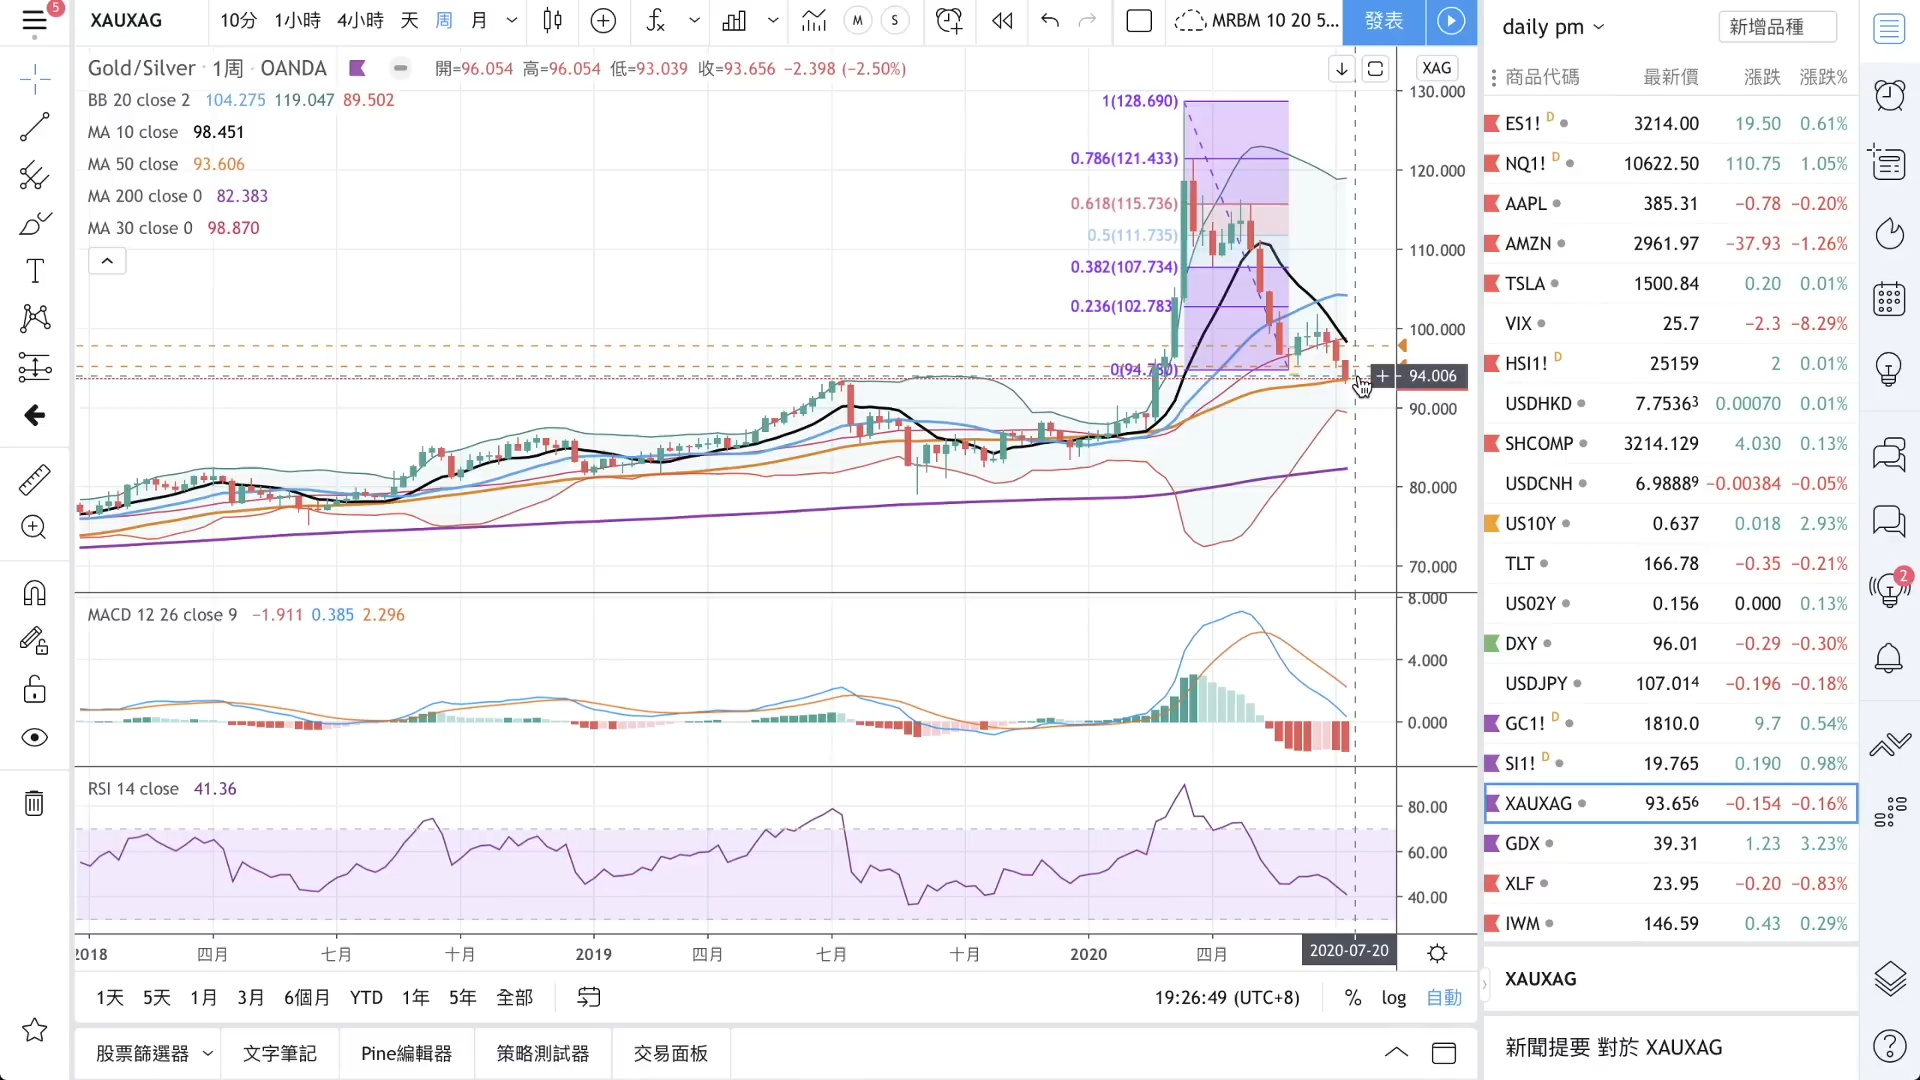 5
XAUXAG 10分 1小時 4小時 天 周 月 M S MRBM 10 20 5... 發表
Gold/Silver · 1周 · OANDA 開=96.054 高=96.054 低=93.039 收=93.656 −2.398 (−2.50%)
BB 20 close 2 104.275 119.047 89.502
MA 10 close 98.451
MA 50 close 93.606
MA 200 close 0 82.383
MA 30 close 0 98.870
1(128.690)
0.786(121.433)
0.618(115.736)
0.5(111.735)
0.382(107.734)
0.236(102.783)
XAG
130.000
120.000
110.000
100.000
94.006
90.000
80.000
70.000
MACD 12 26 close 9 −1.911 0.385 2.296
8.000
4.000
0.000
RSI 14 close 41.36
80.00
60.00
40.00
2018 四月 七月 十月 2019 四月 七月 十月 2020 四月 2020-07-20
1天 5天 1月 3月 6個月 YTD 1年 5年 全部 19:26:49 (UTC+8) % log 自動
股票篩選器 文字筆記 Pine編輯器 策略測試器 交易面板
daily pm 新增品種
商品代碼 最新價 漲跌 漲跌%
ES1! D 3214.00 19.50 0.61%
NQ1! D 10622.50 110.75 1.05%
AAPL 385.31 −0.78 −0.20%
AMZN 2961.97 −37.93 −1.26%
TSLA 1500.84 0.20 0.01%
VIX 25.7 −2.3 −8.29%
HSI1! D 25159 2 0.01%
USDHKD 7.7536³ 0.00070 0.01%
SHCOMP 3214.129 4.030 0.13%
USDCNH 6.98889 −0.00384 −0.05%
US10Y 0.637 0.018 2.93%
TLT 166.78 −0.35 −0.21%
US02Y 0.156 0.000 0.13%
DXY 96.01 −0.29 −0.30%
USDJPY 107.01⁴ −0.196 −0.18%
GC1! D 1810.0 9.7 0.54%
SI1! D 19.765 0.190 0.98%
XAUXAG 93.65⁶ −0.154 −0.16%
GDX 39.31 1.23 3.23%
XLF 23.95 −0.20 −0.83%
IWM 146.59 0.43 0.29%
XAUXAG
新聞提要 對於 XAUXAG
2